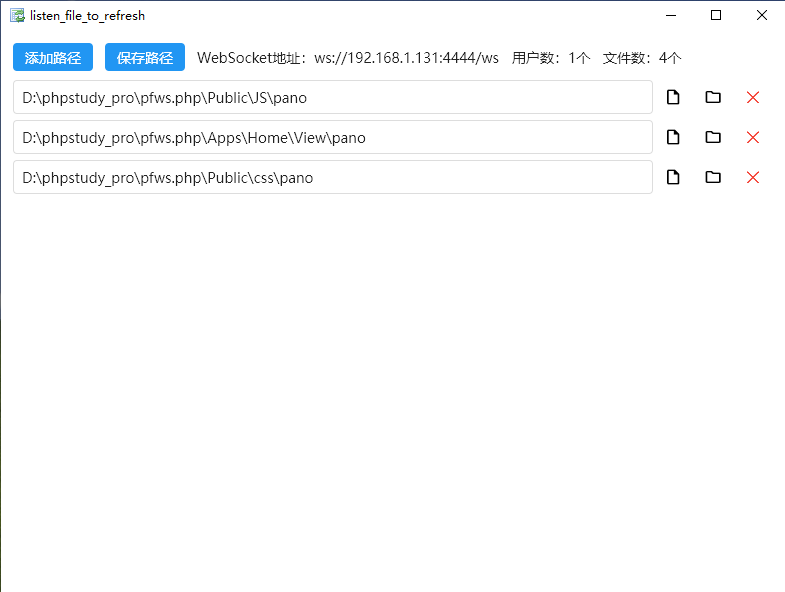 listen_file_to_refresh
添加路径 保存路径 WebSocket地址：ws://192.168.1.131:4444/ws 用户数：1个 文件数：4个
D:\phpstudy_pro\pfws.php\Public\JS\pano
D:\phpstudy_pro\pfws.php\Apps\Home\View\pano
D:\phpstudy_pro\pfws.php\Public\css\pano